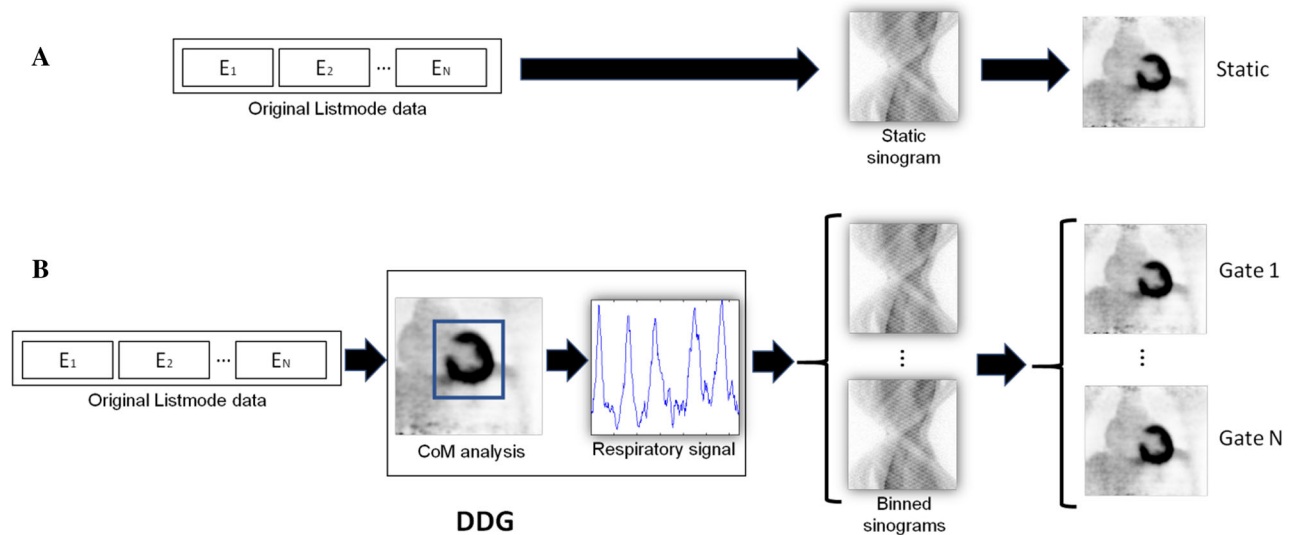 A
E1 E2 ... EN
Original Listmode data
Static
sinogram
Static
B
E1 E2 ... EN
Original Listmode data
CoM analysis
Respiratory signal
DDG
...
Binned
sinograms
Gate 1
...
Gate N